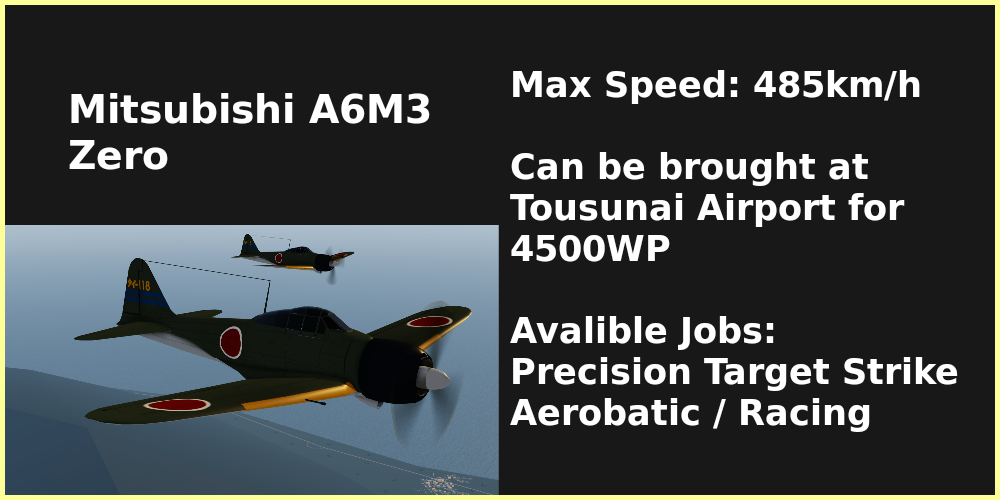 Mitsubishi A6M3
Zero
Max Speed: 485km/h
Can be brought at
Tousunai Airport for
4500WP
Avalible Jobs:
Precision Target Strike
Aerobatic / Racing